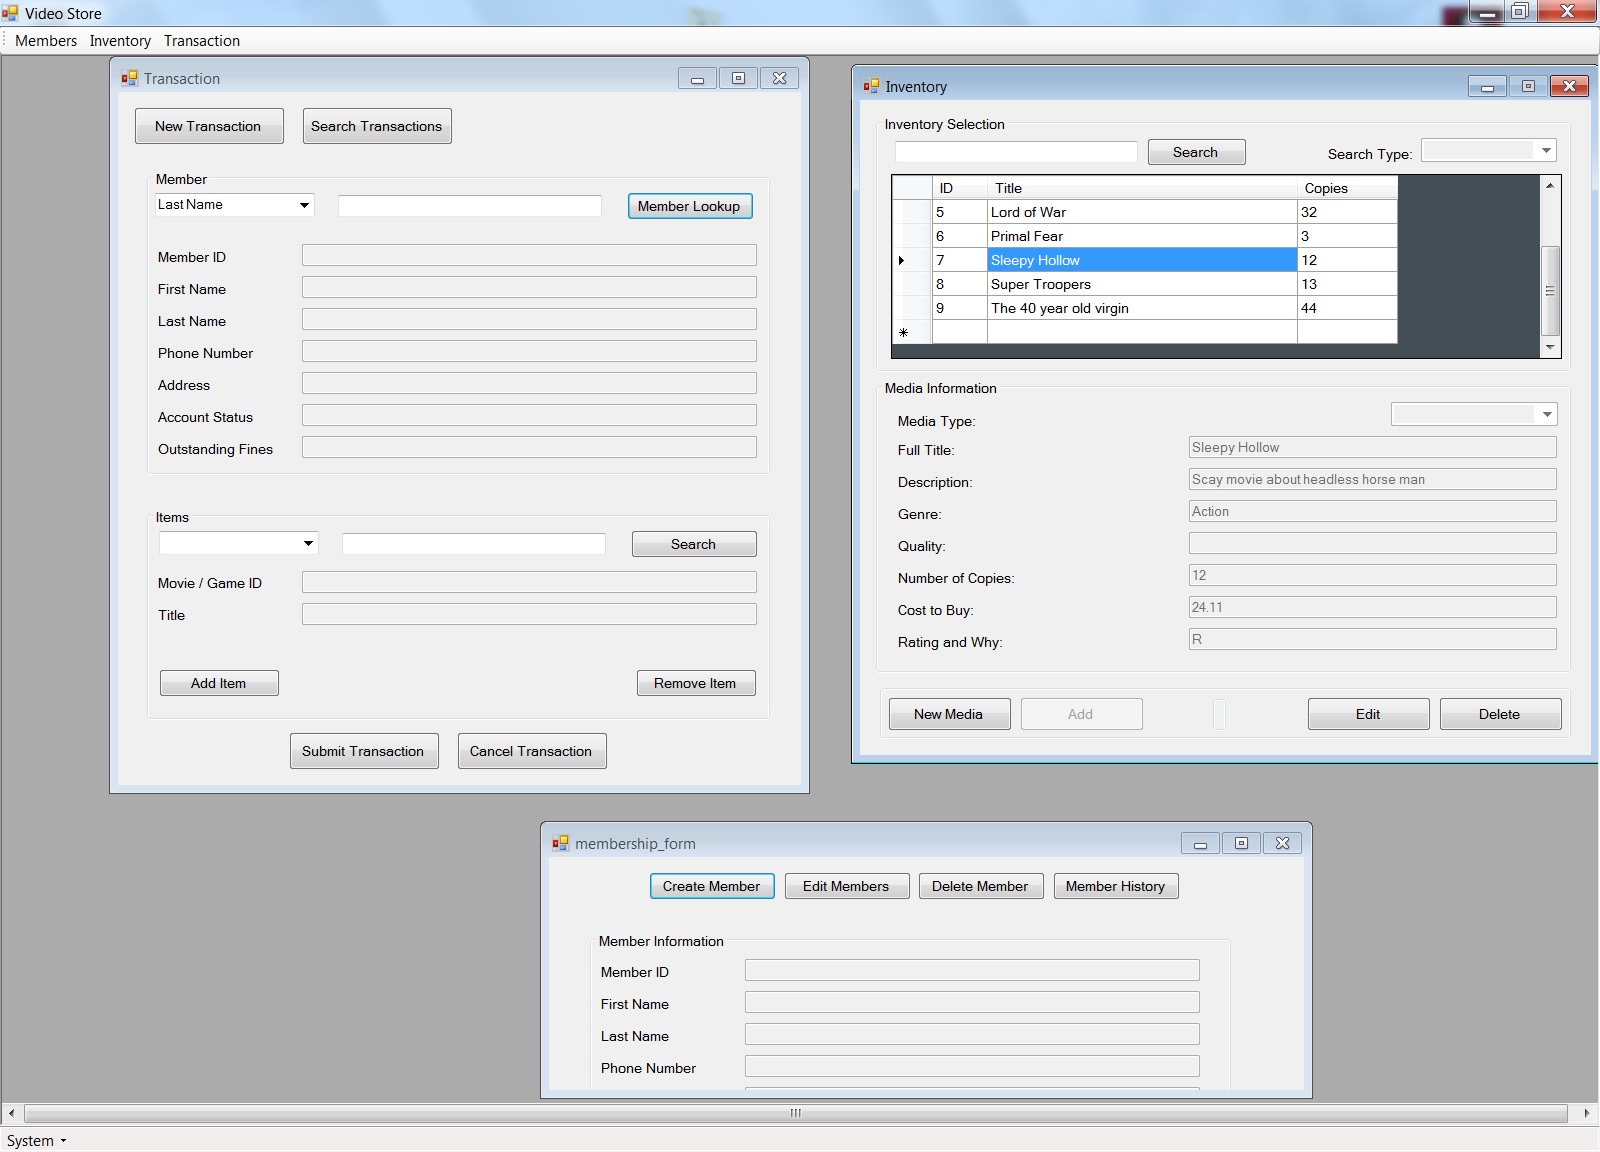 Video Store
Members Inventory Transaction
Transaction
New Transaction Search Transactions
Member
Last Name Member Lookup
Member ID
First Name
Last Name
Phone Number
Address
Account Status
Outstanding Fines
Items
Search
Movie / Game ID
Title
Add Item Remove Item
Submit Transaction Cancel Transaction
Inventory
Inventory Selection
Search Search Type:
ID Title Copies
5 Lord of War 32
6 Primal Fear 3
7 Sleepy Hollow 12
8 Super Troopers 13
9 The 40 year old virgin 44
Media Information
Media Type:
Full Title: Sleepy Hollow
Description: Scay movie about headless horse man
Genre: Action
Quality:
Number of Copies: 12
Cost to Buy: 24.11
Rating and Why: R
New Media Add Edit Delete
membership_form
Create Member Edit Members Delete Member Member History
Member Information
Member ID
First Name
Last Name
Phone Number
System